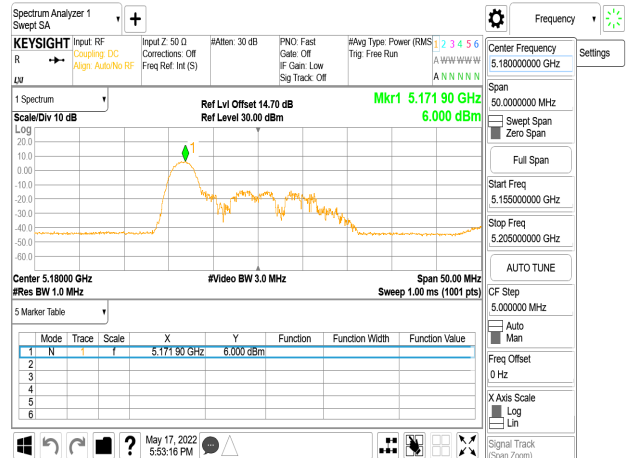 Spectrum Analyzer 1
Swept SA
Frequency
Settings
KEYSIGHT
R
Input: RF
Coupling: DC
Align: Auto/No RF
Input Z: 50 Ω
Corrections: Off
Freq Ref: Int (S)
#Atten: 30 dB
PNO: Fast
Gate: Off
IF Gain: Low
Sig Track: Off
#Avg Type: Power (RMS
Trig: Free Run
1 2 3 4 5 6
A W W W W W
A N N N N N
1 Spectrum
Scale/Div 10 dB
Ref Lvl Offset 14.70 dB
Ref Level 30.00 dBm
Mkr1 5.171 90 GHz
6.000 dBm
Log
20.0
10.0
0.00
-10.0
-20.0
-30.0
-40.0
-50.0
-60.0
1
Center 5.18000 GHz
#Res BW 1.0 MHz
#Video BW 3.0 MHz
Span 50.00 MHz
Sweep 1.00 ms (1001 pts)
5 Marker Table
Mode Trace Scale X Y Function Function Width Function Value
1 N 1 f 5.171 90 GHz 6.000 dBm
2
3
4
5
6
May 17, 2022
5:53:16 PM
Center Frequency
5.180000000 GHz
Span
50.0000000 MHz
Swept Span
Zero Span
Full Span
Start Freq
5.155000000 GHz
Stop Freq
5.205000000 GHz
AUTO TUNE
CF Step
5.000000 MHz
Auto
Man
Freq Offset
0 Hz
X Axis Scale
Log
Lin
Signal Track
(Span Zoom)